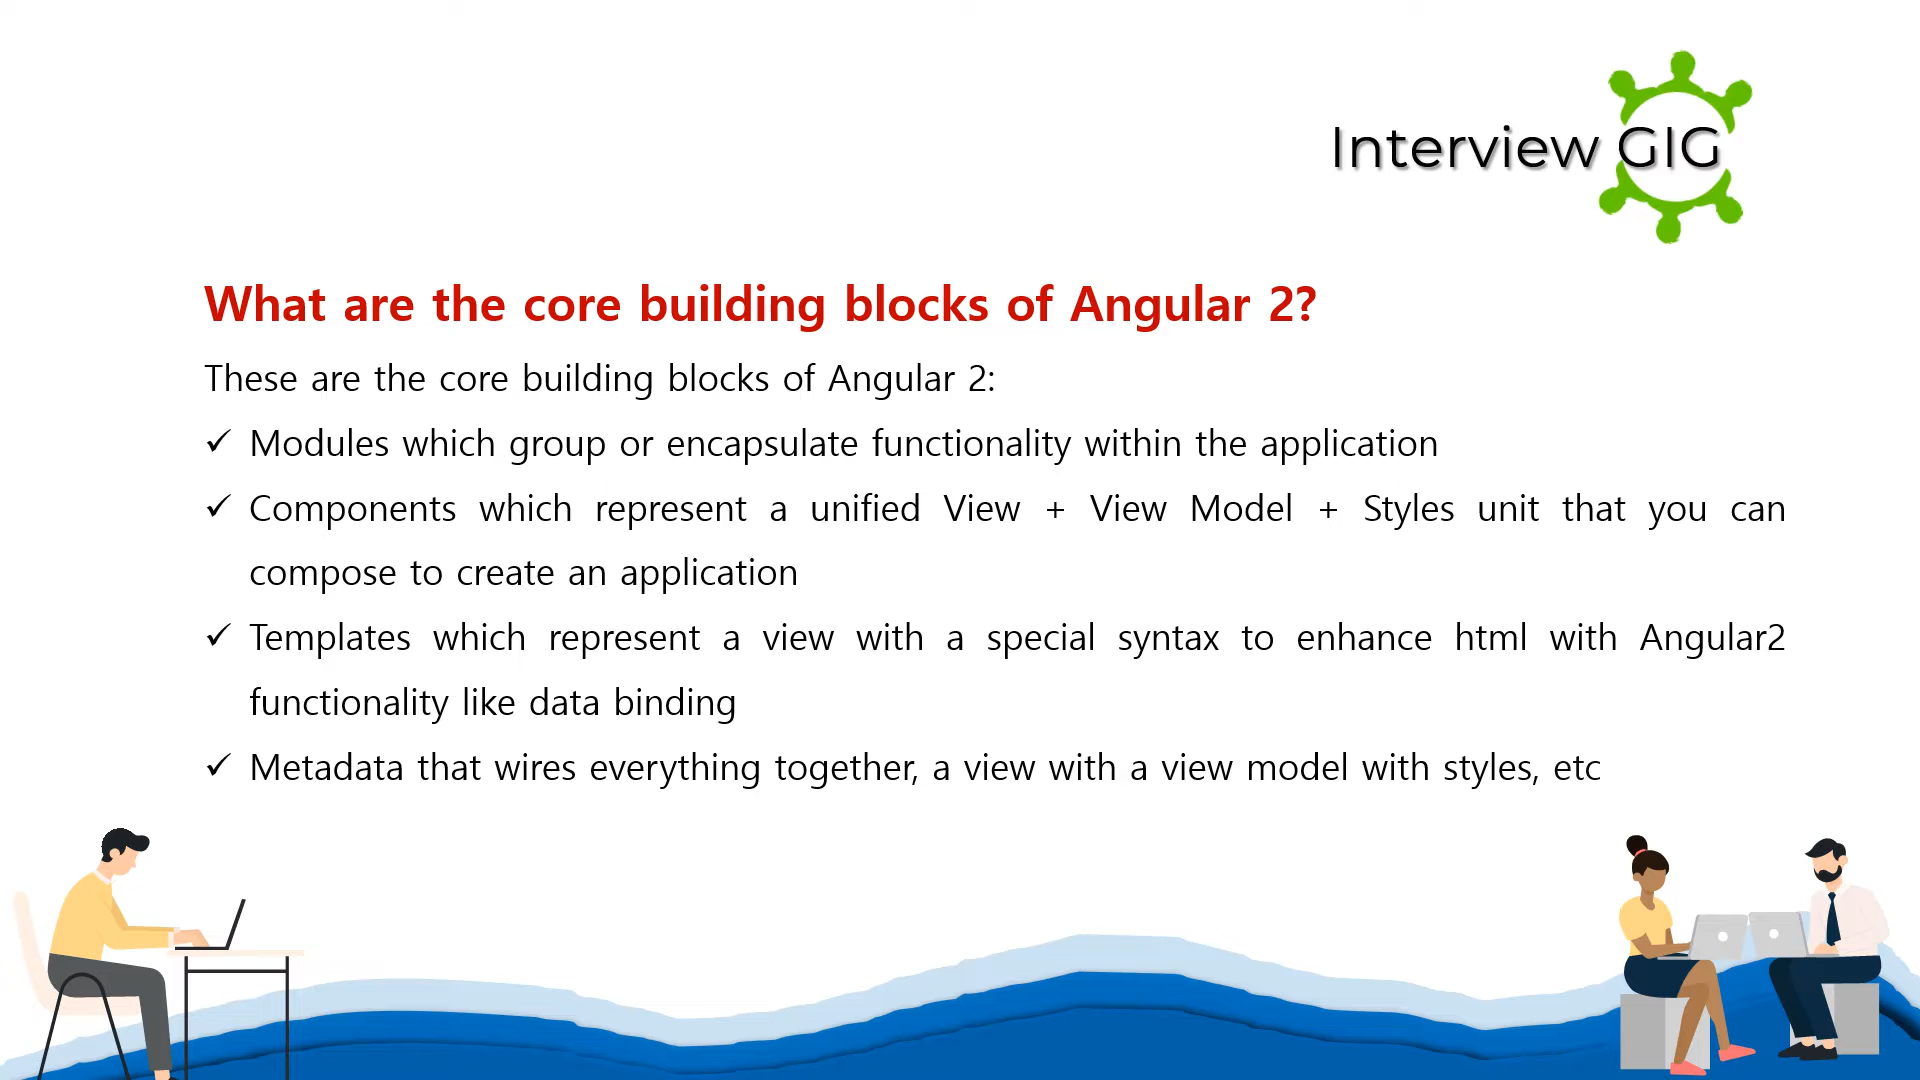 Interview GIG
What are the core building blocks of Angular 2?
These are the core building blocks of Angular 2:
✓ Modules which group or encapsulate functionality within the application
✓ Components which represent a unified View + View Model + Styles unit that you can
compose to create an application
✓ Templates which represent a view with a special syntax to enhance html with Angular2
functionality like data binding
✓ Metadata that wires everything together, a view with a view model with styles, etc